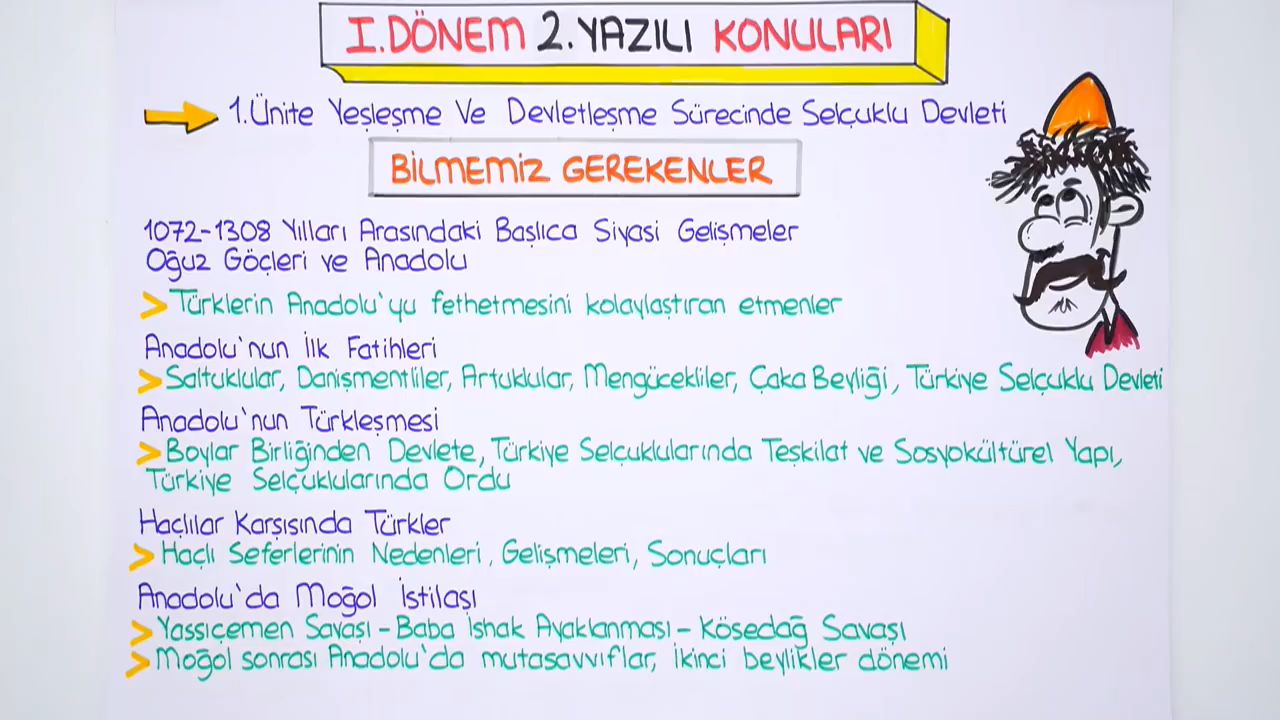 I. DÖNEM 2. YAZILI KONULARI
1. Ünite Yeşleşme Ve Devletleşme Sürecinde Selçuklu Devleti
BİLMEMİZ GEREKENLER
1072-1308 Yılları Arasındaki Başlıca Siyasi Gelişmeler
Oğuz Göçleri ve Anadolu
> Türklerin Anadolu'yu fethetmesini kolaylaştıran etmenler
Anadolu'nun İlk Fatihleri
> Saltuklular, Danişmentliler, Artuklular, Mengücekliler, Çaka Beyliği, Türkiye Selçuklu Devleti
Anadolu'nun Türkleşmesi
> Boylar Birliğinden Devlete, Türkiye Selçuklularında Teşkilat ve Sosyokültürel Yapı,
Türkiye Selçuklularında Ordu
Haçlılar Karşısında Türkler
> Haçlı Seferlerinin Nedenleri, Gelişmeleri, Sonuçları
Anadolu'da Moğol İstilası
> Yassıçemen Savaşı - Baba İshak Ayaklanması - Kösedağ Savaşı
> Moğol sonrası Anadolu'da mutasavvıflar, İkinci beylikler dönemi